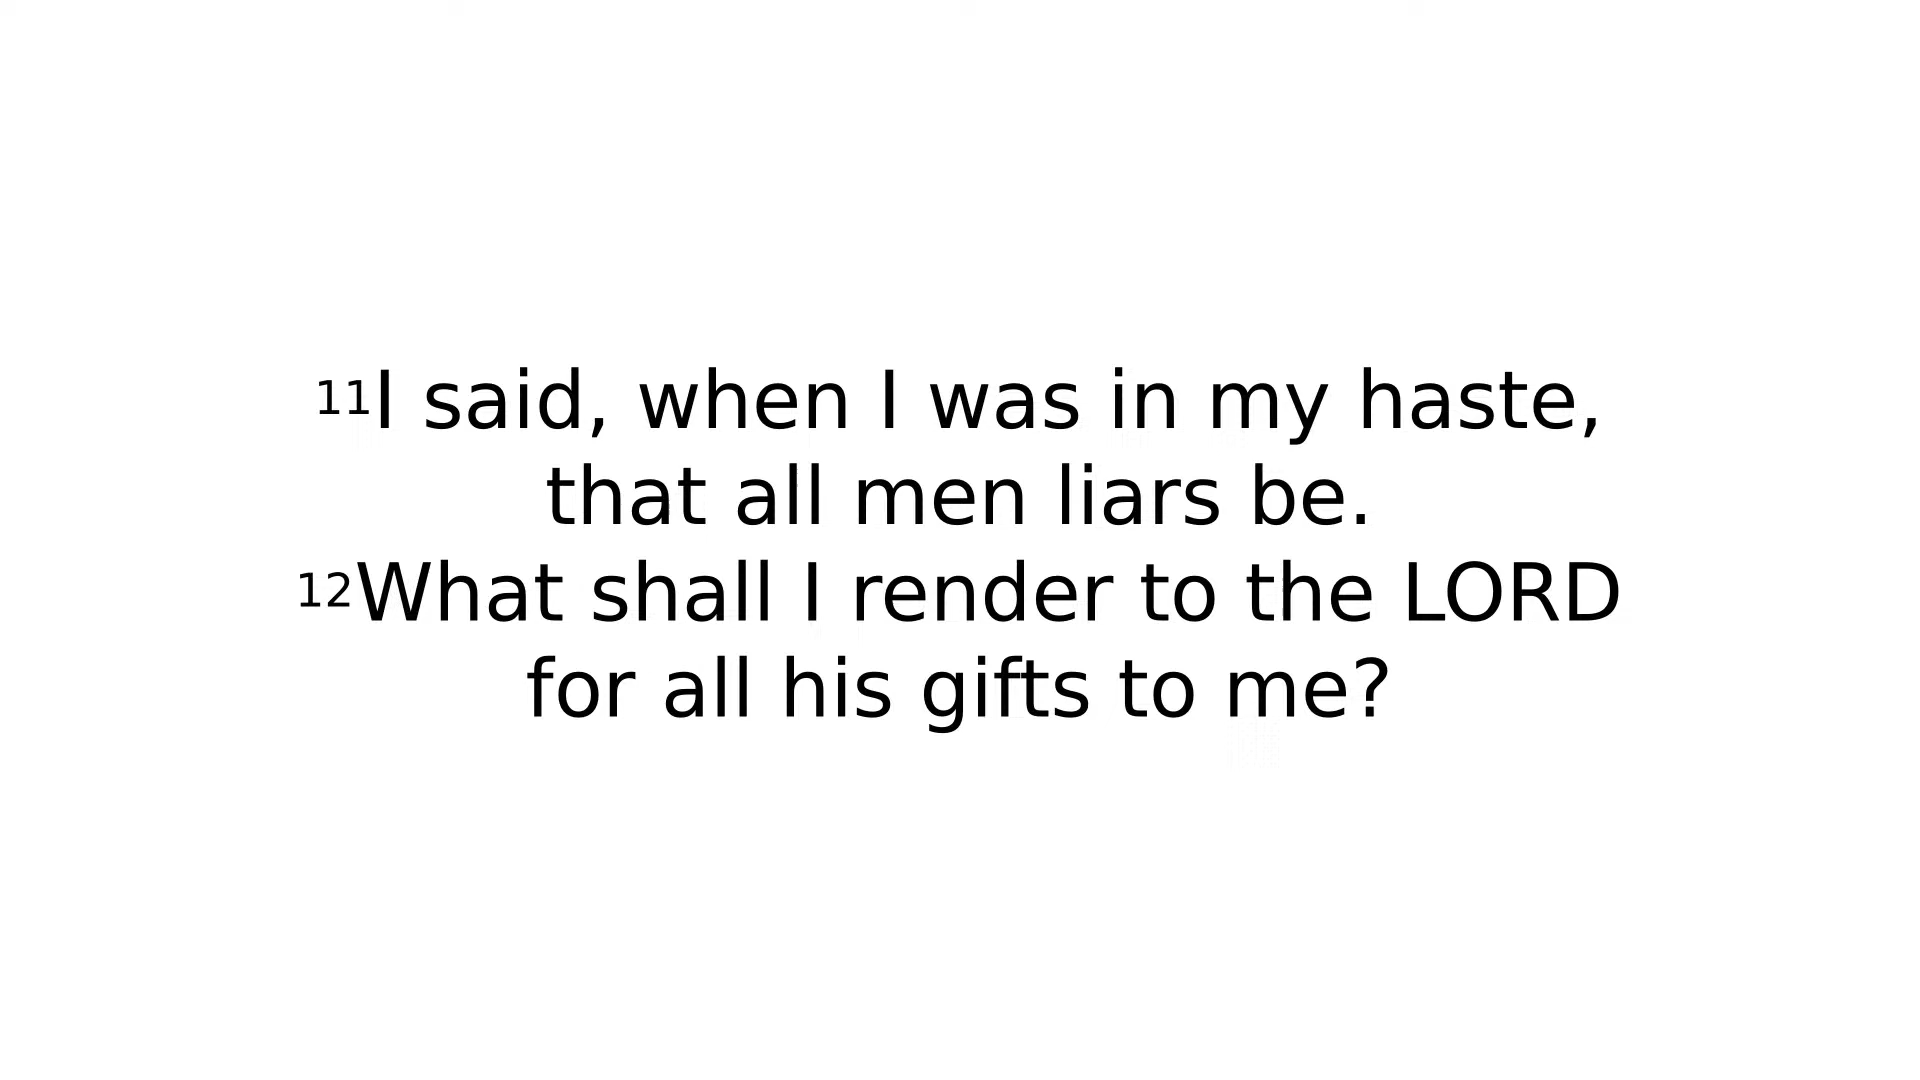 11I said, when I was in my haste,
that all men liars be.
12What shall I render to the LORD
for all his gifts to me?